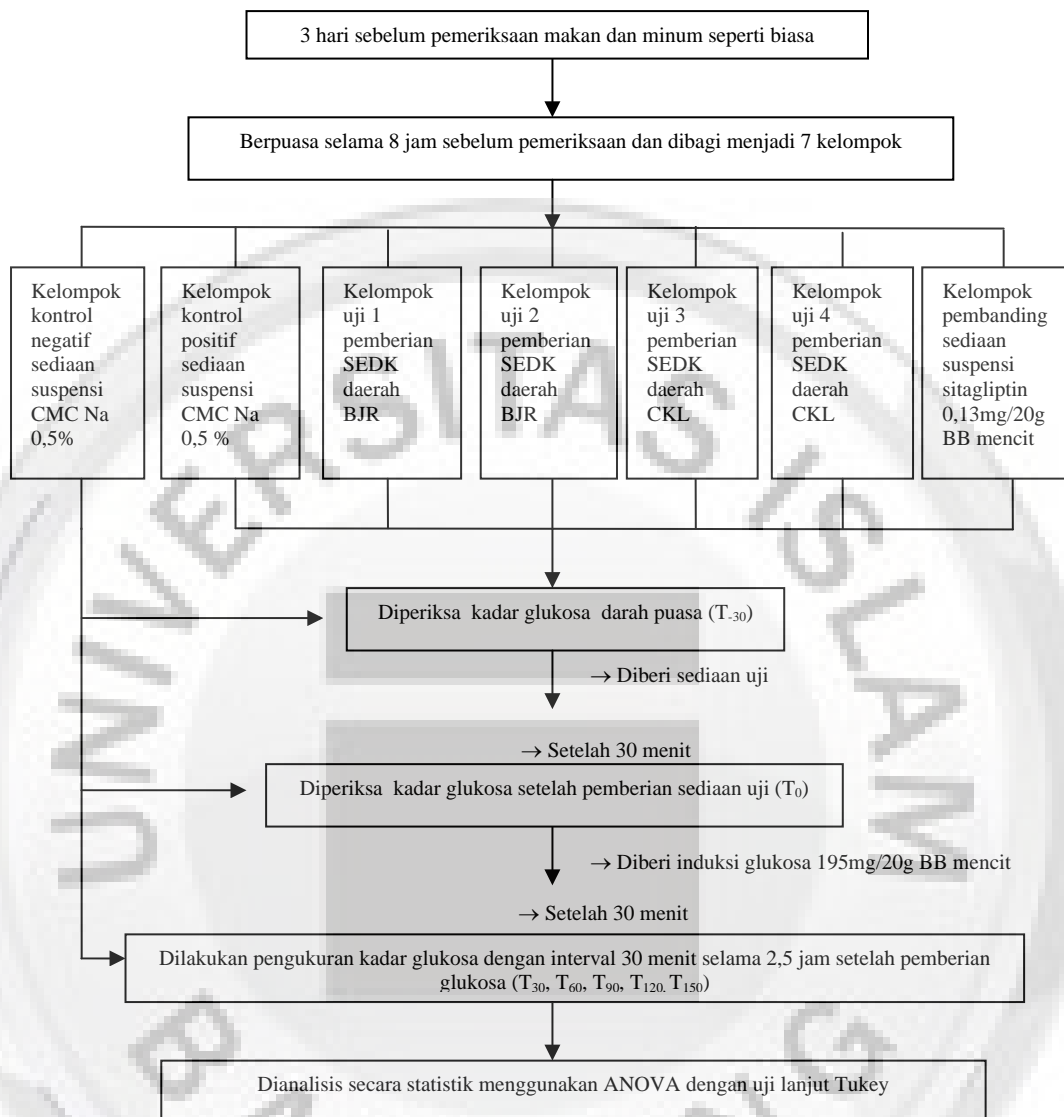 3 hari sebelum pemeriksaan makan dan minum seperti biasa
Berpuasa selama 8 jam sebelum pemeriksaan dan dibagi menjadi 7 kelompok
Kelompok
kontrol
negatif
sediaan
suspensi
CMC Na
0,5%
Kelompok
kontrol
positif
sediaan
suspensi
CMC Na
0,5 %
Kelompok
uji 1
pemberian
SEDK
daerah
BJR
Kelompok
uji 2
pemberian
SEDK
daerah
BJR
Kelompok
uji 3
pemberian
SEDK
daerah
CKL
Kelompok
uji 4
pemberian
SEDK
daerah
CKL
Kelompok
pembanding
sediaan
suspensi
sitagliptin
0,13mg/20g
BB mencit
Diperiksa kadar glukosa darah puasa (T-30)
→ Diberi sediaan uji
→ Setelah 30 menit
Diperiksa kadar glukosa setelah pemberian sediaan uji (T0)
→ Diberi induksi glukosa 195mg/20g BB mencit
→ Setelah 30 menit
Dilakukan pengukuran kadar glukosa dengan interval 30 menit selama 2,5 jam setelah pemberian
glukosa (T30, T60, T90, T120. T150)
Dianalisis secara statistik menggunakan ANOVA dengan uji lanjut Tukey
UNIVERSITAS ISLAM